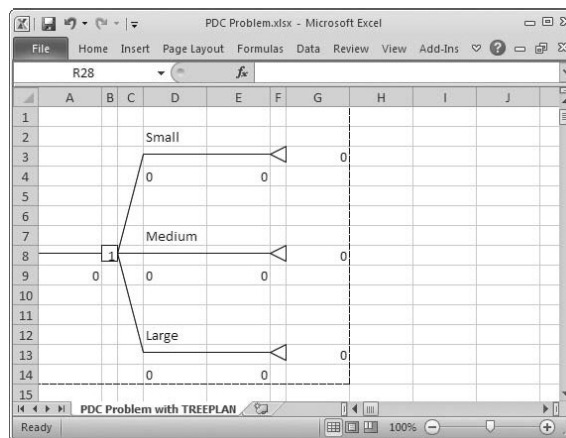 PDC Problem.xlsx - Microsoft Excel
File Home Insert Page Layout Formulas Data Review View Add-Ins
R28 fx
A B C D E F G H I J
1
2 Small
3 0
4 0 0
5
6
7 Medium
8 1 0
9 0 0 0
10
11
12 Large
13 0
14 0 0
15
PDC Problem with TREEPLAN
Ready 100%